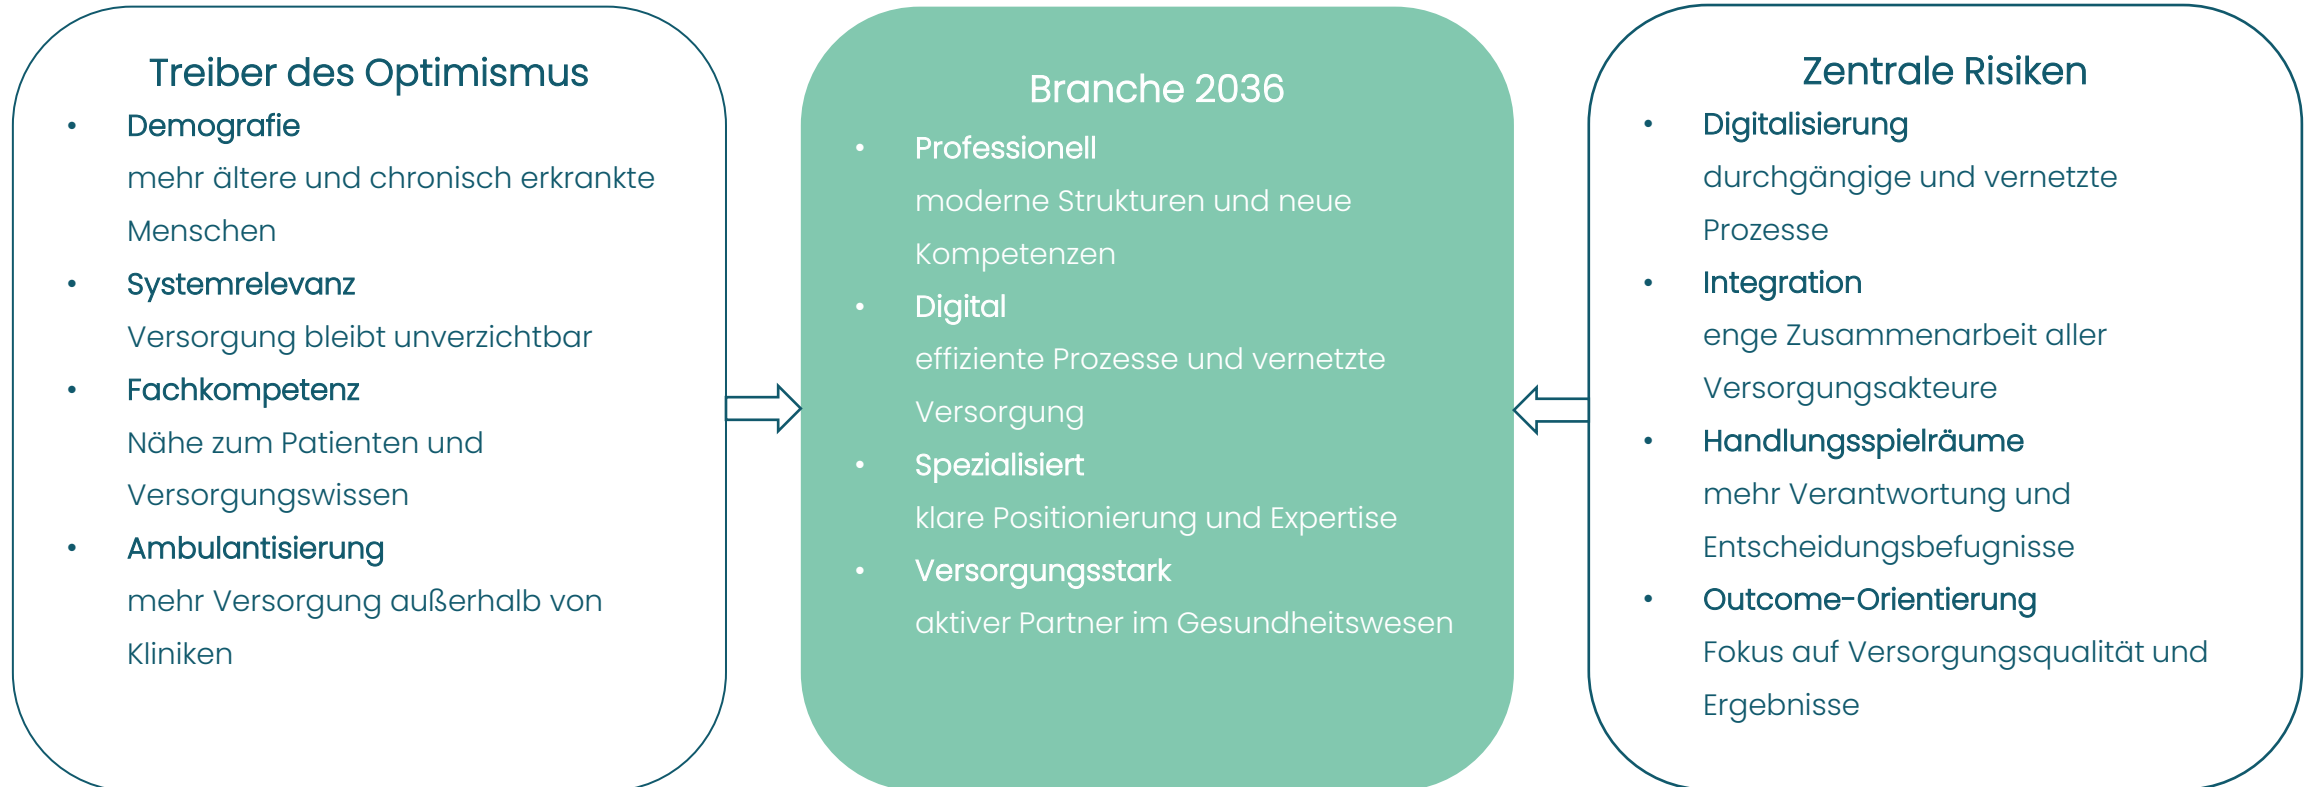 Treiber des Optimismus
• Demografie
mehr ältere und chronisch erkrankte
Menschen
• Systemrelevanz
Versorgung bleibt unverzichtbar
• Fachkompetenz
Nähe zum Patienten und
Versorgungswissen
• Ambulantisierung
mehr Versorgung außerhalb von
Kliniken
Branche 2036
• Professionell
moderne Strukturen und neue
Kompetenzen
• Digital
effiziente Prozesse und vernetzte
Versorgung
• Spezialisiert
klare Positionierung und Expertise
• Versorgungsstark
aktiver Partner im Gesundheitswesen
Zentrale Risiken
• Digitalisierung
durchgängige und vernetzte
Prozesse
• Integration
enge Zusammenarbeit aller
Versorgungsakteure
• Handlungsspielräume
mehr Verantwortung und
Entscheidungsbefugnisse
• Outcome-Orientierung
Fokus auf Versorgungsqualität und
Ergebnisse